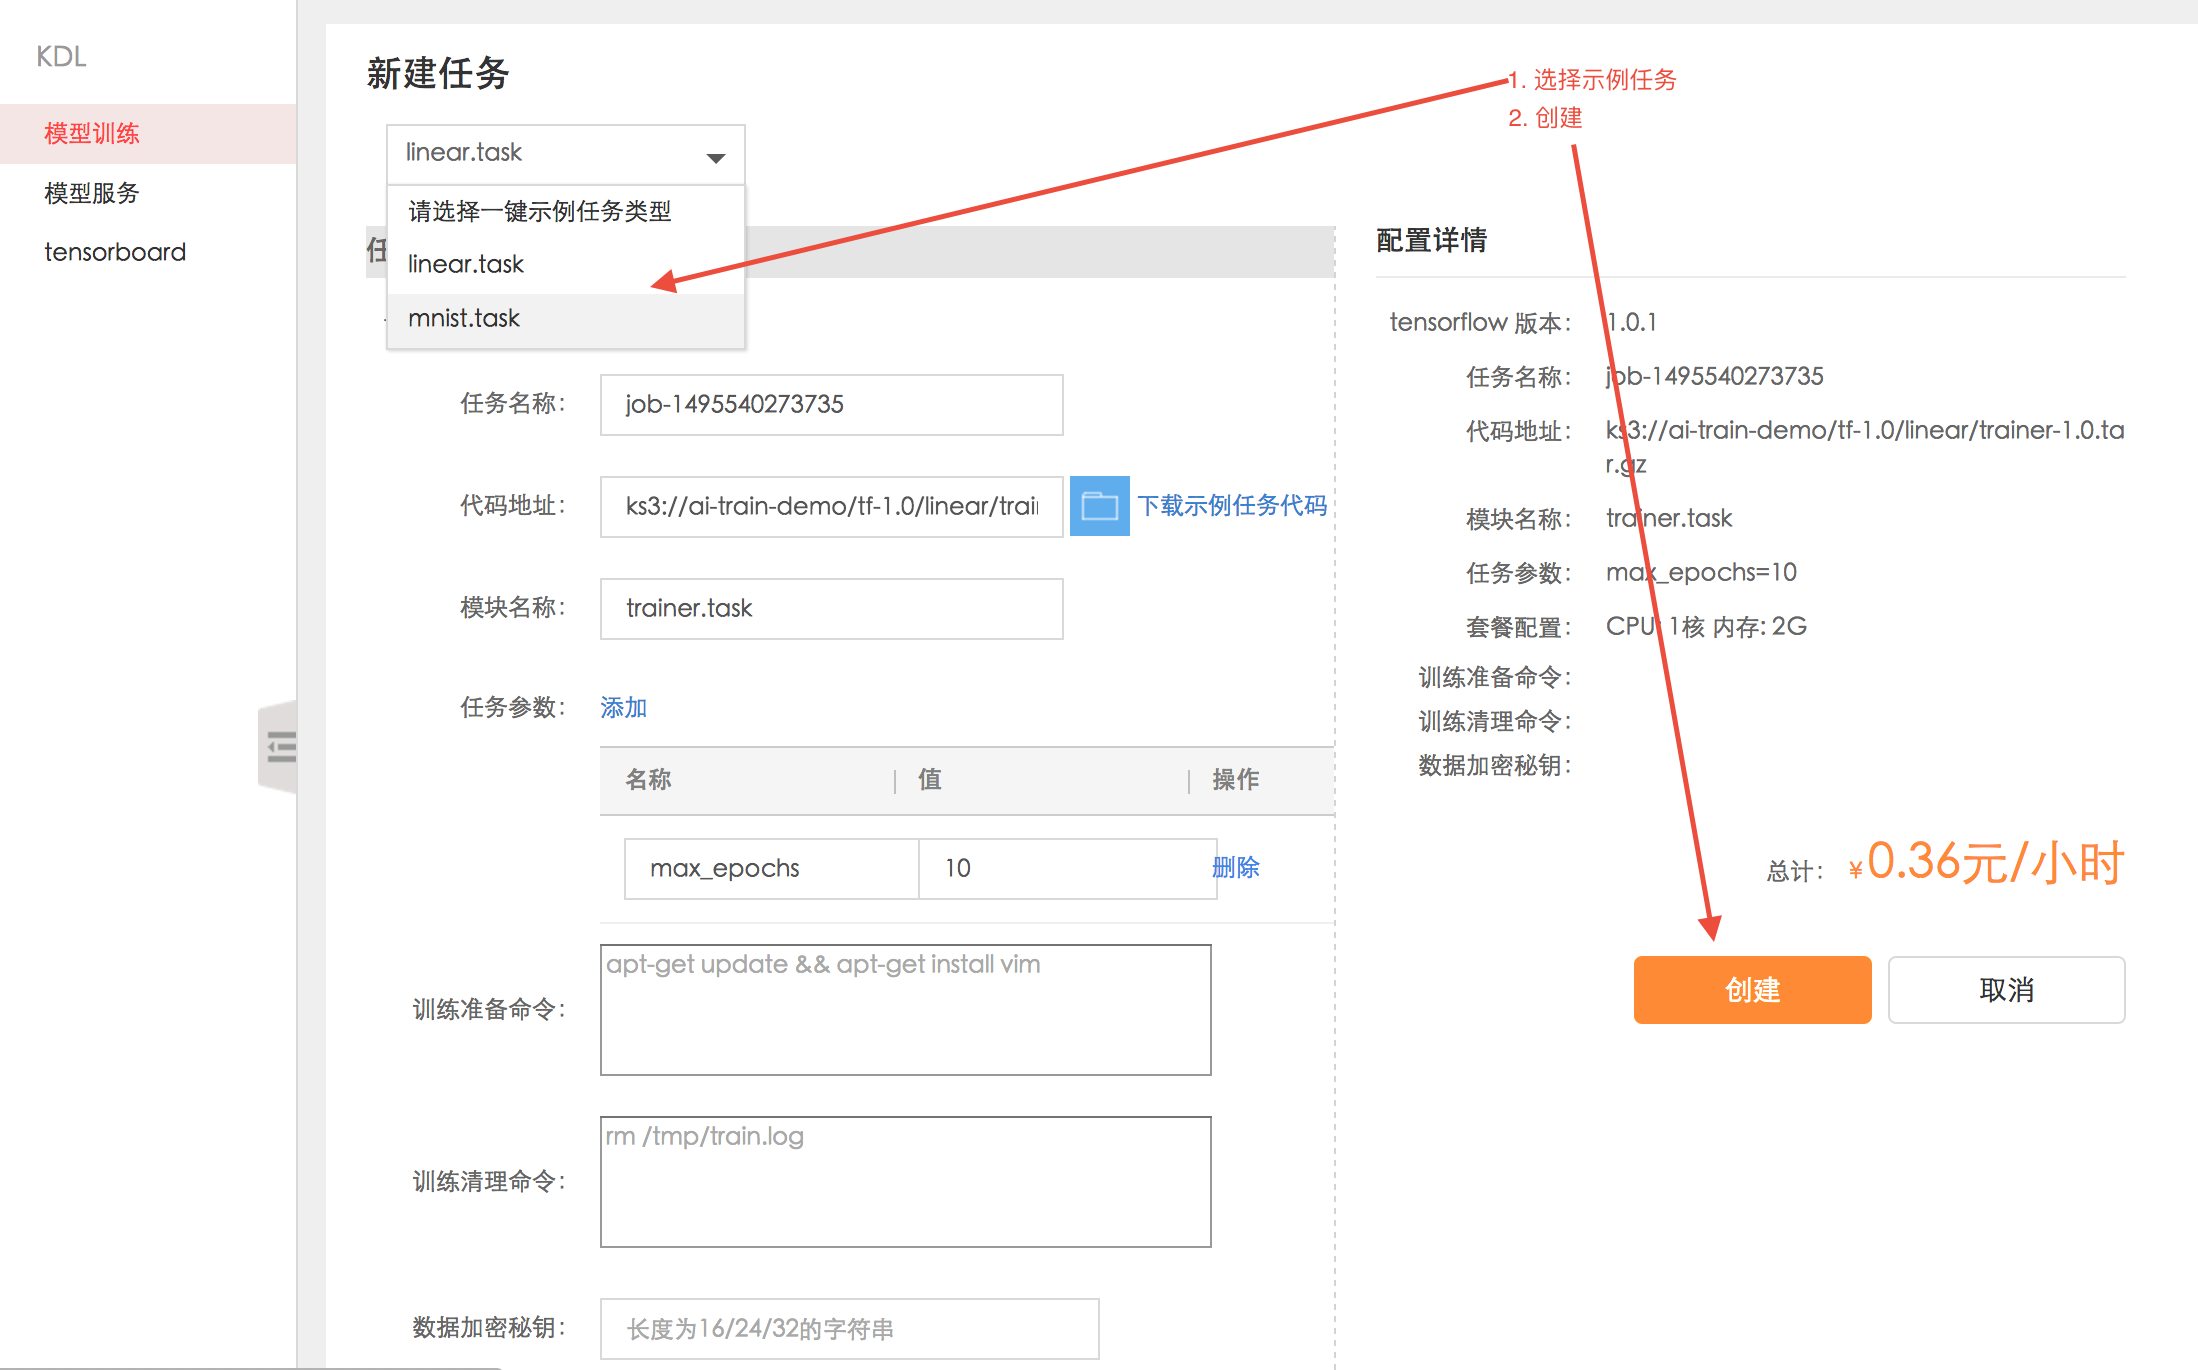 KDL
模型训练
模型服务
tensorboard
新建任务
1. 选择示例任务
2. 创建
linear.task
请选择一键示例任务类型
linear.task
mnist.task
任务名称：
job-1495540273735
代码地址：
ks3://ai-train-demo/tf-1.0/linear/trai
下载示例任务代码
模块名称：
trainer.task
任务参数：
添加
名称
值
操作
max_epochs
10
删除
训练准备命令：
apt-get update && apt-get install vim
训练清理命令：
rm /tmp/train.log
数据加密秘钥：
长度为16/24/32的字符串
配置详情
tensorflow 版本： 1.0.1
任务名称： job-1495540273735
代码地址： ks3://ai-train-demo/tf-1.0/linear/trainer-1.0.ta
r.gz
模块名称： trainer.task
任务参数： max_epochs=10
套餐配置： CPU: 1核 内存: 2G
训练准备命令：
训练清理命令：
数据加密秘钥：
总计： ¥0.36元/小时
创建
取消